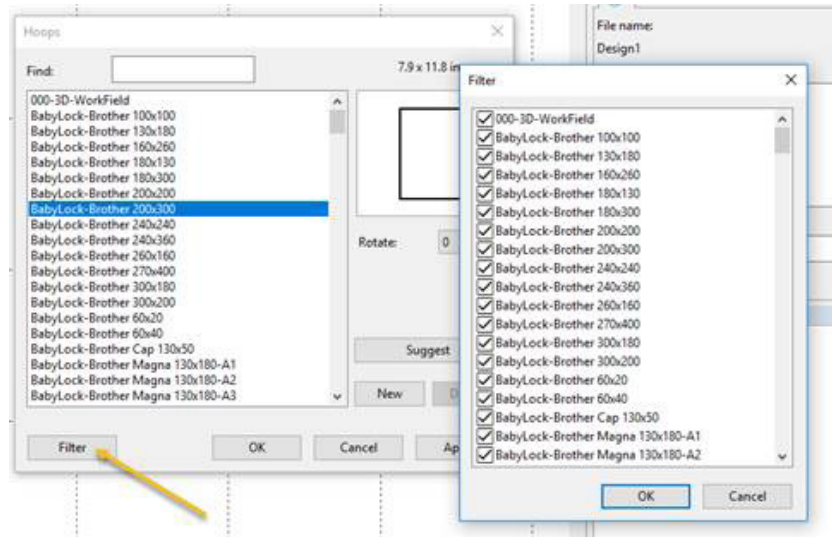 Hoops
Find:
7.9 x 11.8 in
000-3D-WorkField
BabyLock-Brother 100x100
BabyLock-Brother 130x180
BabyLock-Brother 160x260
BabyLock-Brother 180x130
BabyLock-Brother 180x300
BabyLock-Brother 200x200
BabyLock-Brother 200x300
BabyLock-Brother 240x240
BabyLock-Brother 240x360
BabyLock-Brother 260x160
BabyLock-Brother 270x400
BabyLock-Brother 300x180
BabyLock-Brother 300x200
BabyLock-Brother 60x20
BabyLock-Brother 60x40
BabyLock-Brother Cap 130x50
BabyLock-Brother Magna 130x180-A1
BabyLock-Brother Magna 130x180-A2
BabyLock-Brother Magna 130x180-A3
Rotate: 0
Suggest
New D
Filter OK Cancel Ap
File name:
Design1
Filter
000-3D-WorkField
BabyLock-Brother 100x100
BabyLock-Brother 130x180
BabyLock-Brother 160x260
BabyLock-Brother 180x130
BabyLock-Brother 180x300
BabyLock-Brother 200x200
BabyLock-Brother 200x300
BabyLock-Brother 240x240
BabyLock-Brother 240x360
BabyLock-Brother 260x160
BabyLock-Brother 270x400
BabyLock-Brother 300x180
BabyLock-Brother 300x200
BabyLock-Brother 60x20
BabyLock-Brother 60x40
BabyLock-Brother Cap 130x50
BabyLock-Brother Magna 130x180-A1
BabyLock-Brother Magna 130x180-A2
OK Cancel